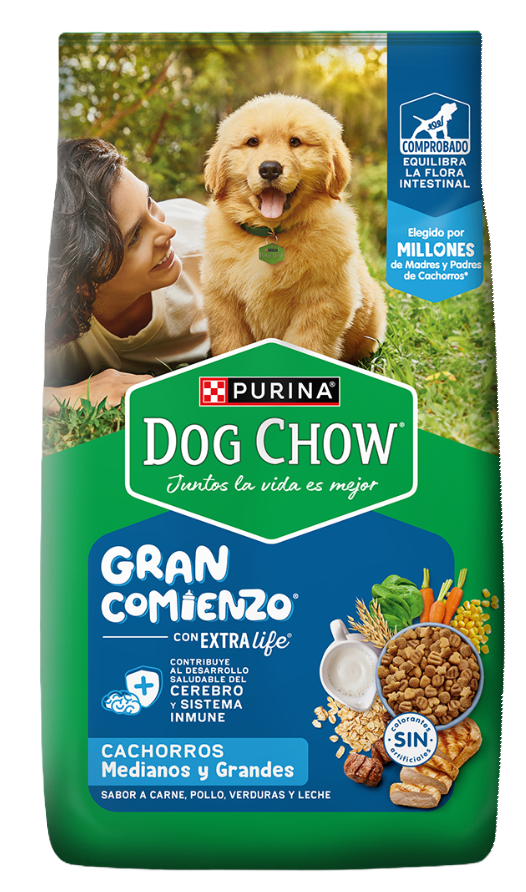 COMPROBADO
EQUILIBRA
LA FLORA
INTESTINAL
Elegido por
MILLONES
de Madres y Padres
de Cachorros*
PURINA®
DOG CHOW®
Juntos la vida es mejor
GRAN
COMIENZO®
CON EXTRA life®
CONTRIBUYE
AL DESARROLLO
SALUDABLE DEL
CEREBRO
Y SISTEMA
INMUNE
colorantes
SIN
artificiales
CACHORROS
Medianos y Grandes
SABOR A CARNE, POLLO, VERDURAS Y LECHE